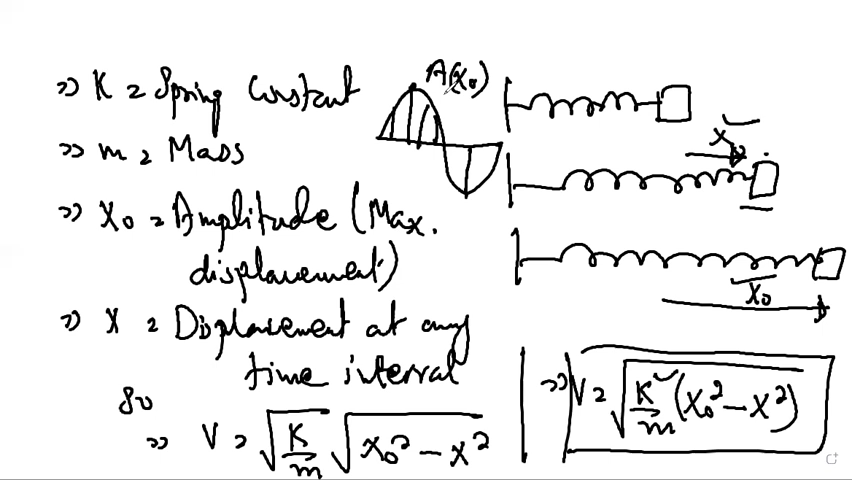 => K = Spring Constant
=> m = Mass
=> X₀ = Amplitude (Max.
displacement)
=> X = Displacement at any
time interval
So
=> V = √(K/m) √(X₀² − X²)
A(X₀)
X
X₀
=> V = √(K/m (X₀² − X²))